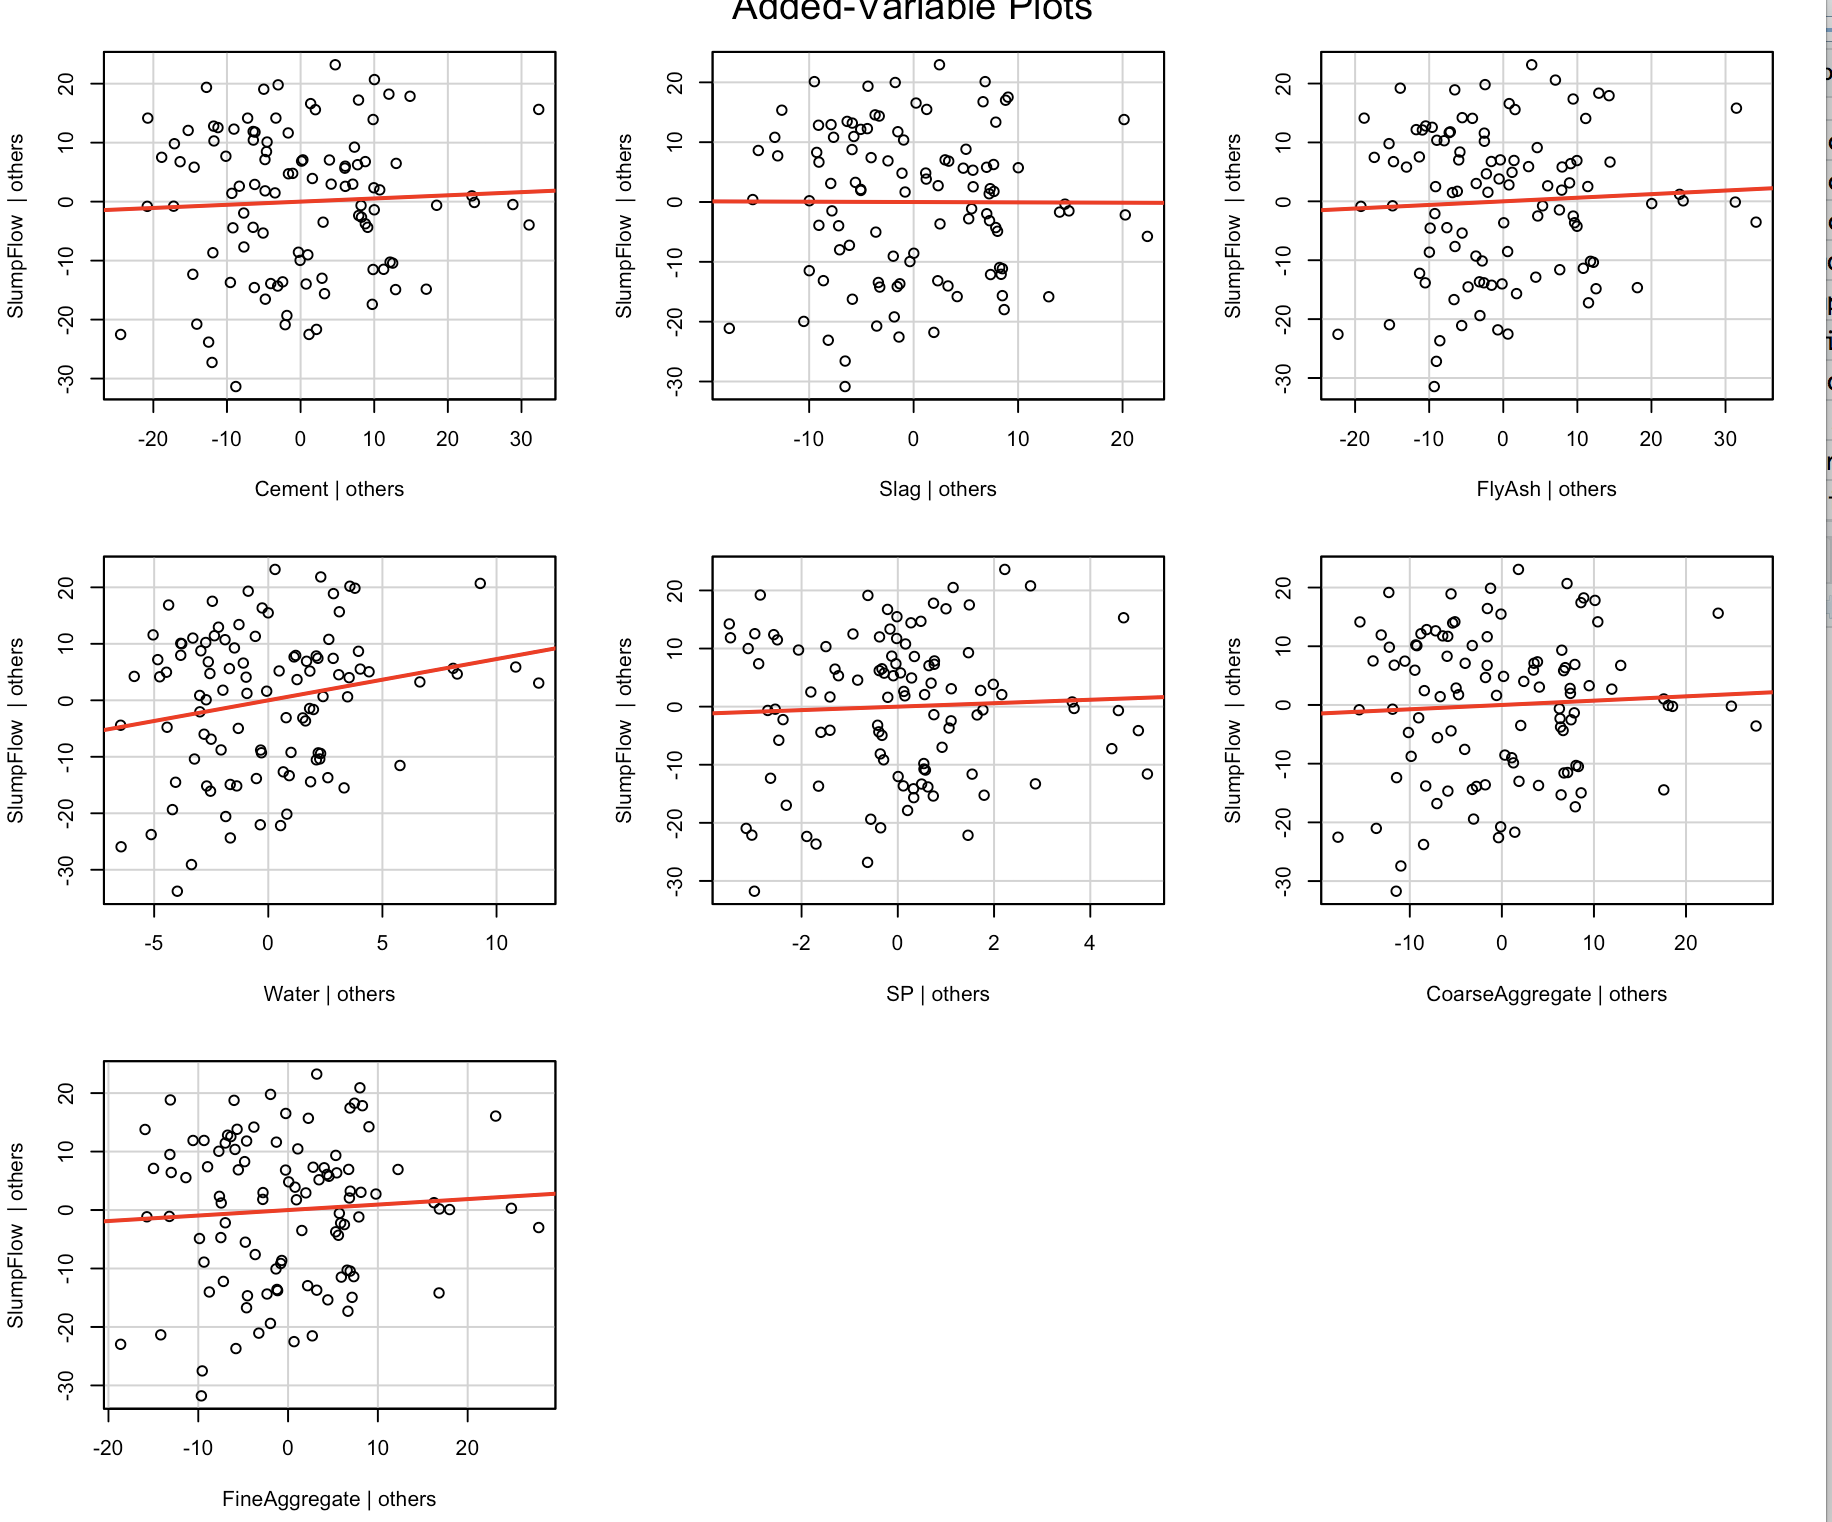 Added-Variable Plots
SlumpFlow | others
20
10
0
-10
-20
-30
-20 -10 0 10 20 30
Cement | others
SlumpFlow | others
20
10
0
-10
-20
-30
-10 0 10 20
Slag | others
SlumpFlow | others
20
10
0
-10
-20
-30
-20 -10 0 10 20 30
FlyAsh | others
SlumpFlow | others
20
10
0
-10
-20
-30
-5 0 5 10
Water | others
SlumpFlow | others
20
10
0
-10
-20
-30
-2 0 2 4
SP | others
SlumpFlow | others
20
10
0
-10
-20
-30
-10 0 10 20
CoarseAggregate | others
SlumpFlow | others
20
10
0
-10
-20
-30
-20 -10 0 10 20
FineAggregate | others